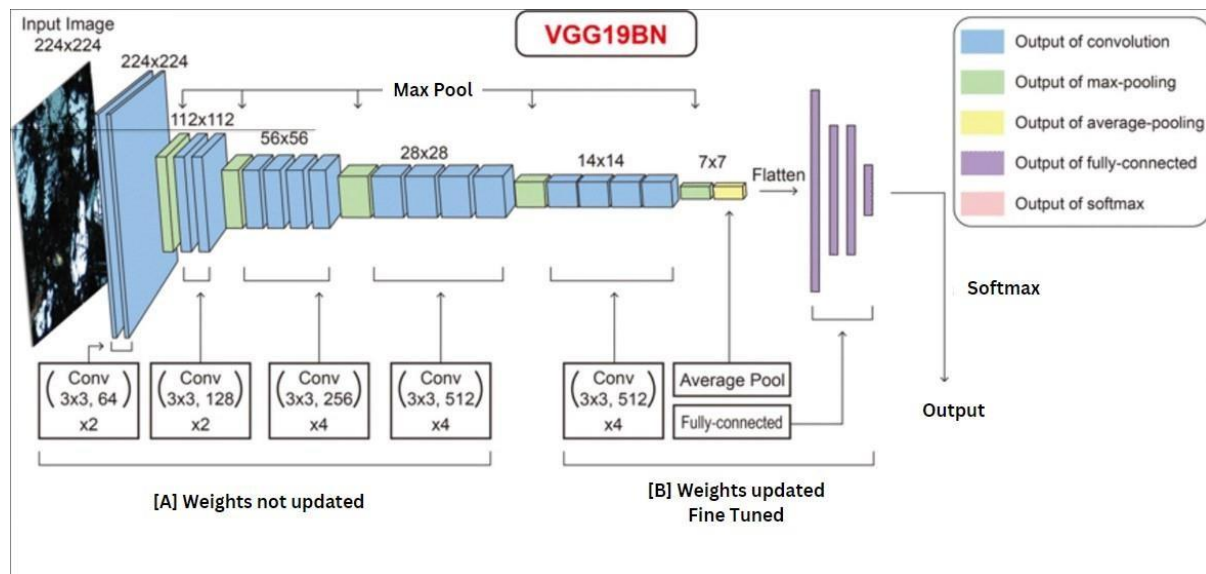 VGG19BN
Input Image
224x224
224x224
112x112
56x56
28x28
14x14
7x7
Max Pool
Flatten
Output of convolution
Output of max-pooling
Output of average-pooling
Output of fully-connected
Output of softmax
Softmax
Output
(Conv
3x3, 64)
x2
(Conv
3x3, 128)
x2
(Conv
3x3, 256)
x4
(Conv
3x3, 512)
x4
(Conv
3x3, 512)
x4
Average Pool
Fully-connected
[A] Weights not updated
[B] Weights updated
Fine Tuned